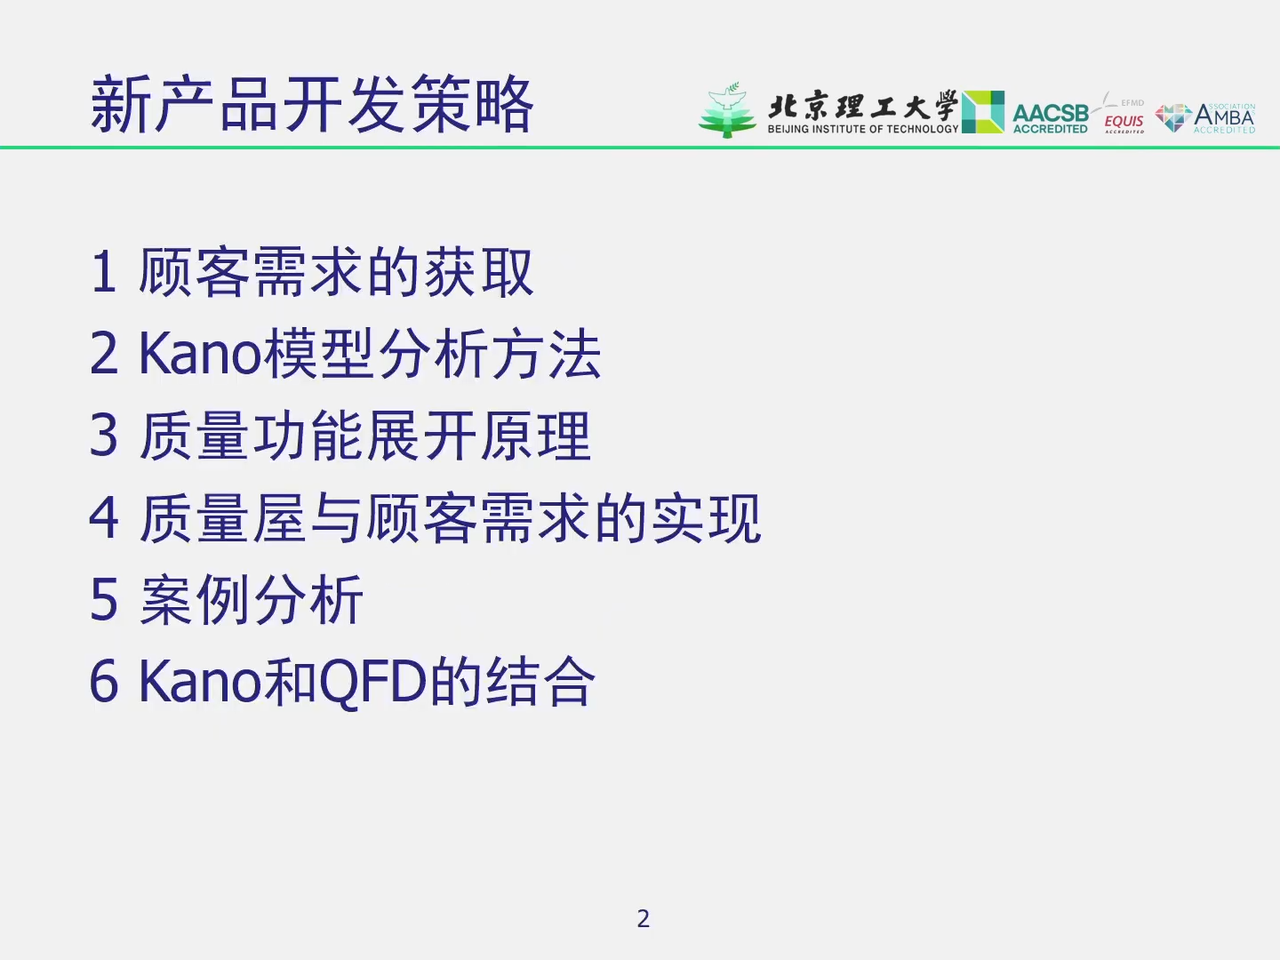 新产品开发策略
北京理工大学
BEIJING INSTITUTE OF TECHNOLOGY
AACSB
ACCREDITED
EFMD
EQUIS
ACCREDITED
ASSOCIATION
AMBA
ACCREDITED
1 顾客需求的获取
2 Kano模型分析方法
3 质量功能展开原理
4 质量屋与顾客需求的实现
5 案例分析
6 Kano和QFD的结合
2